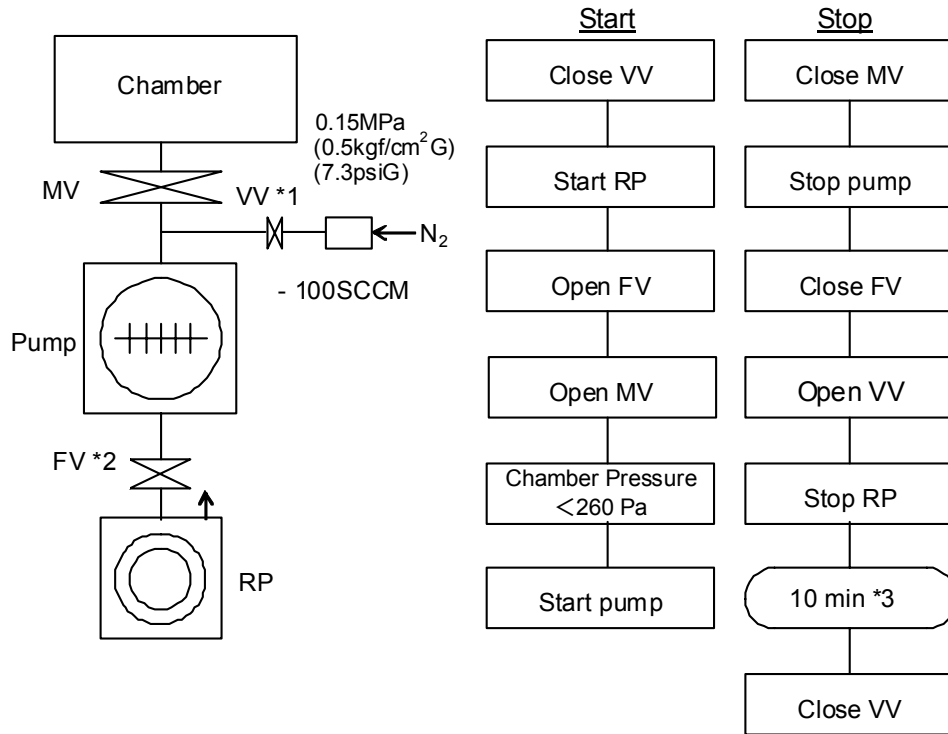 Chamber
0.15MPa
(0.5kgf/cm²G)
(7.3psiG)
MV
VV *1
N₂
- 100SCCM
Pump
FV *2
RP
Start
Close VV
Start RP
Open FV
Open MV
Chamber Pressure
<260 Pa
Start pump
Stop
Close MV
Stop pump
Close FV
Open VV
Stop RP
10 min *3
Close VV